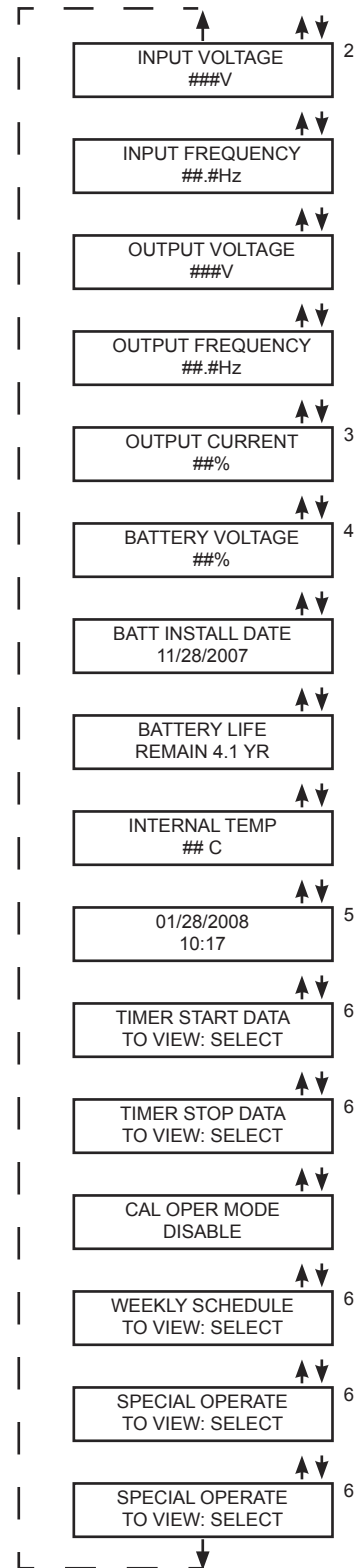 INPUT VOLTAGE 2
###V
INPUT FREQUENCY
##.#Hz
OUTPUT VOLTAGE
###V
OUTPUT FREQUENCY
##.#Hz
OUTPUT CURRENT 3
##%
BATTERY VOLTAGE 4
##%
BATT INSTALL DATE
11/28/2007
BATTERY LIFE
REMAIN 4.1 YR
INTERNAL TEMP
## C
01/28/2008 5
10:17
TIMER START DATA 6
TO VIEW: SELECT
TIMER STOP DATA 6
TO VIEW: SELECT
CAL OPER MODE
DISABLE
WEEKLY SCHEDULE 6
TO VIEW: SELECT
SPECIAL OPERATE 6
TO VIEW: SELECT
SPECIAL OPERATE 6
TO VIEW: SELECT